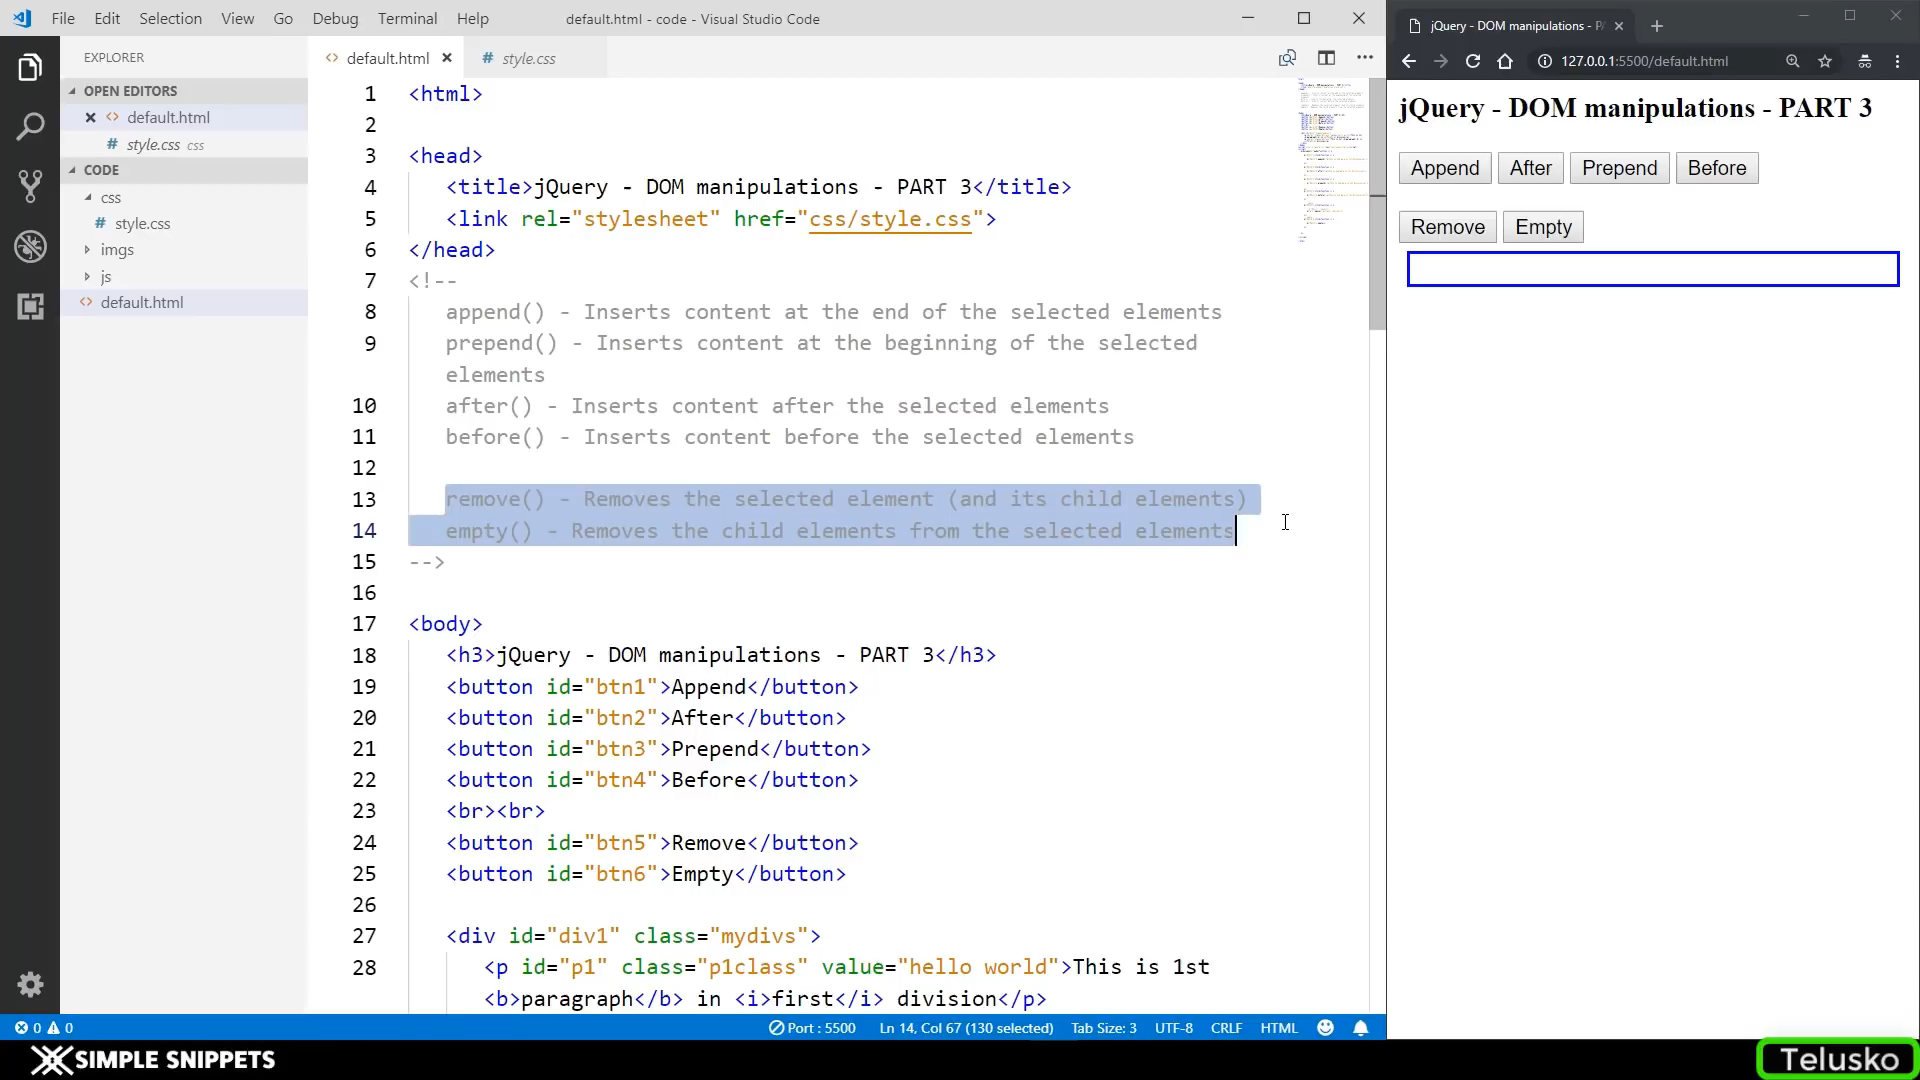 File Edit Selection View Go Debug Terminal Help
default.html - code - Visual Studio Code
EXPLORER
OPEN EDITORS
default.html
style.css css
CODE
css
style.css
imgs
js
default.html
default.html
style.css
1 <html>
2
3 <head>
4 <title>jQuery - DOM manipulations - PART 3</title>
5 <link rel="stylesheet" href="css/style.css">
6 </head>
7 <!--
8 append() - Inserts content at the end of the selected elements
9 prepend() - Inserts content at the beginning of the selected
elements
10 after() - Inserts content after the selected elements
11 before() - Inserts content before the selected elements
12
13 remove() - Removes the selected element (and its child elements)
14 empty() - Removes the child elements from the selected elements
15 -->
16
17 <body>
18 <h3>jQuery - DOM manipulations - PART 3</h3>
19 <button id="btn1">Append</button>
20 <button id="btn2">After</button>
21 <button id="btn3">Prepend</button>
22 <button id="btn4">Before</button>
23 <br><br>
24 <button id="btn5">Remove</button>
25 <button id="btn6">Empty</button>
26
27 <div id="div1" class="mydivs">
28 <p id="p1" class="p1class" value="hello world">This is 1st
<b>paragraph</b> in <i>first</i> division</p>
0 0
Port : 5500 Ln 14, Col 67 (130 selected) Tab Size: 3 UTF-8 CRLF HTML
jQuery - DOM manipulations - P
127.0.0.1:5500/default.html
jQuery - DOM manipulations - PART 3
Append After Prepend Before
Remove Empty
SIMPLE SNIPPETS
Telusko